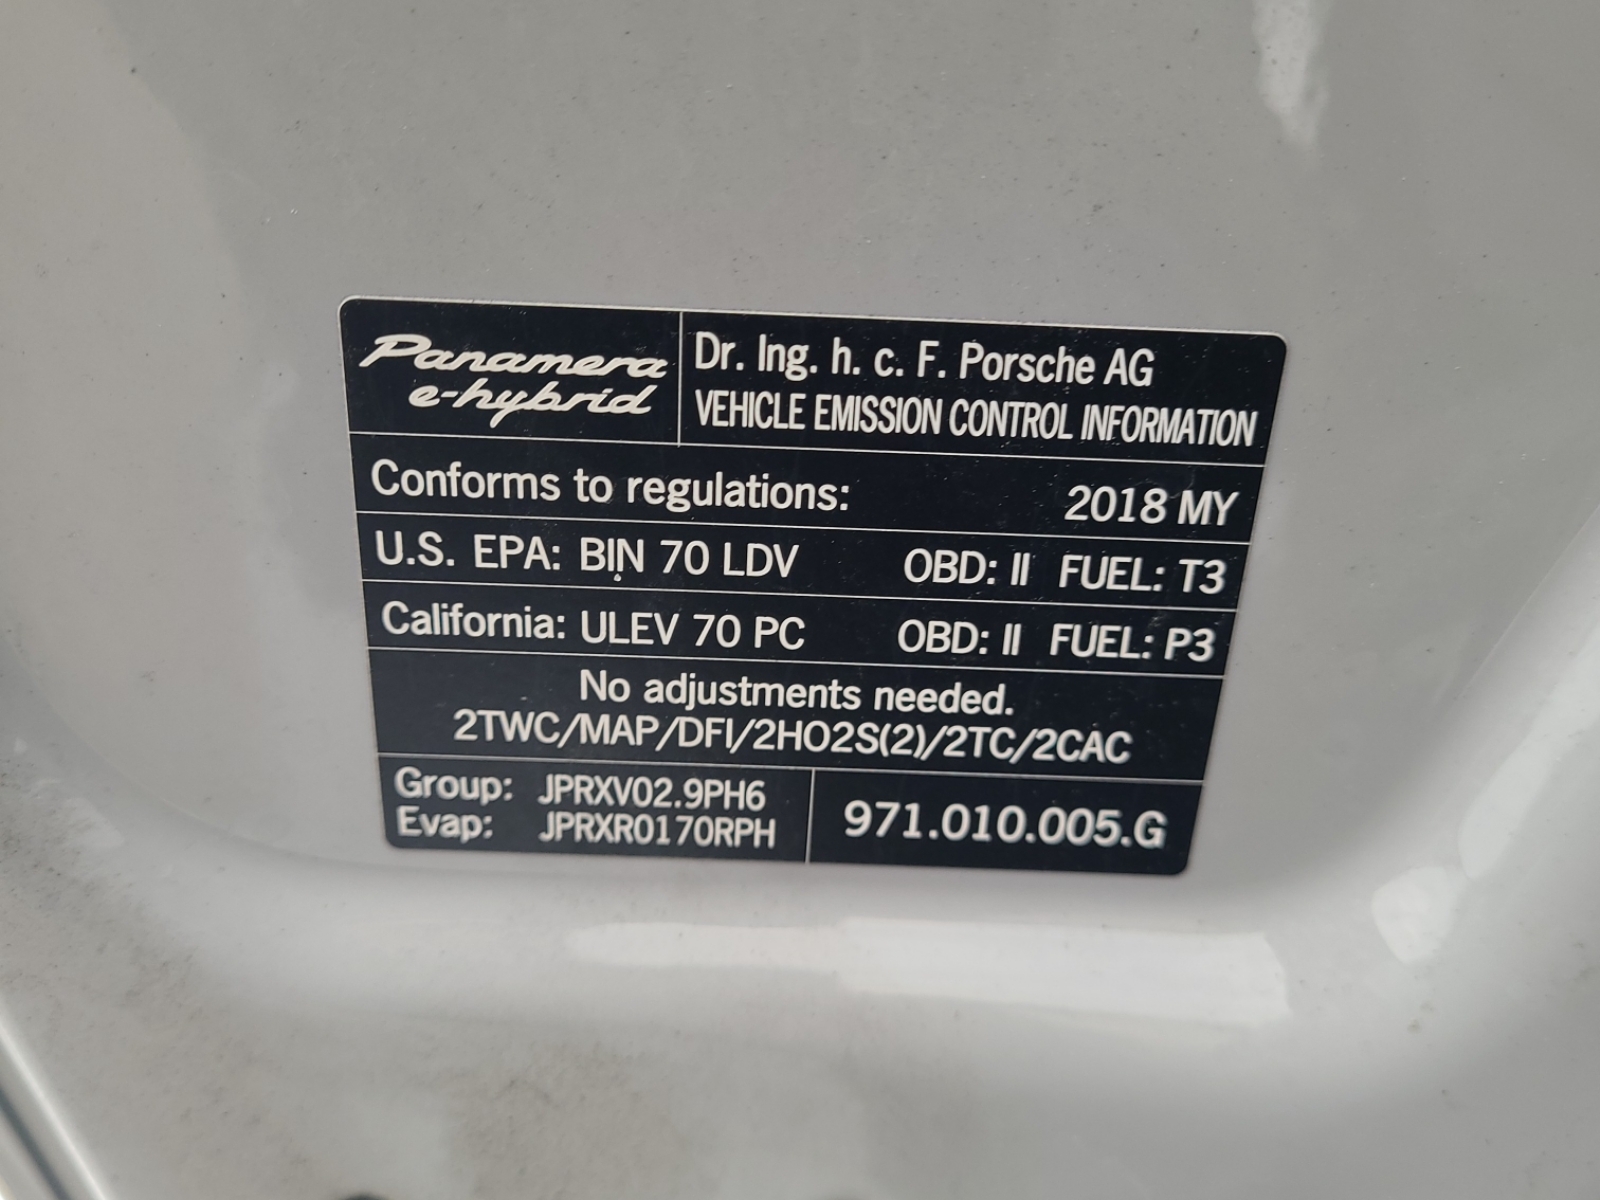 Panamera
e-hybrid
Dr. Ing. h. c. F. Porsche AG
VEHICLE EMISSION CONTROL INFORMATION
Conforms to regulations: 2018 MY
U.S. EPA: BIN 70 LDV OBD: II FUEL: T3
California: ULEV 70 PC OBD: II FUEL: P3
No adjustments needed.
2TWC/MAP/DFI/2HO2S(2)/2TC/2CAC
Group: JPRXV02.9PH6
Evap: JPRXR0170RPH
971.010.005.G